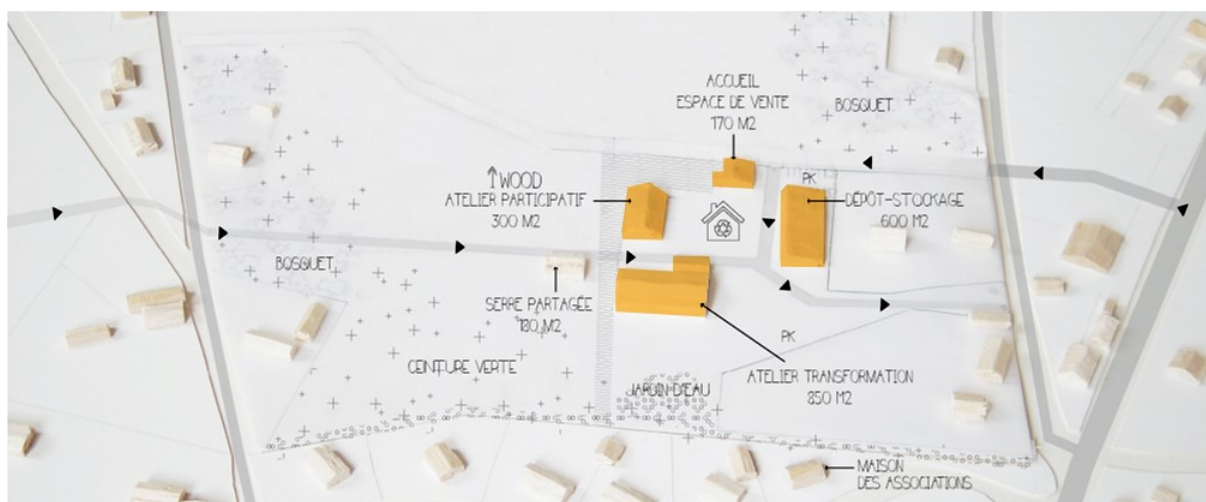 ACCUEIL
ESPACE DE VENTE
170 M2
BOSQUET
↑WOOD
ATELIER PARTICIPATIF
300 M2
PK
DÉPÔT-STOCKAGE
600 M2
BOSQUET
SERRE PARTAGÉE
M2
CEINTURE VERTE
PK
JARDIN D'EAU
ATELIER TRANSFORMATION
850 M2
MAISON
DES ASSOCIATIONS